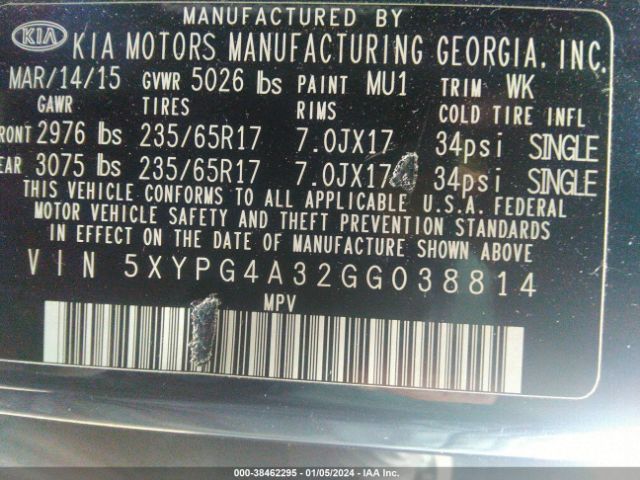 MANUFACTURED BY
KIA KIA MOTORS MANUFACTURING GEORGIA, INC.
MAR/14/15 GVWR 5026 lbs PAINT MU1 TRIM WK
GAWR TIRES RIMS COLD TIRE INFL
FRONT 2976 lbs 235/65R17 7.0JX17 34psi SINGLE
EAR 3075 lbs 235/65R17 7.0JX17 34psi SINGLE
THIS VEHICLE CONFORMS TO ALL APPLICABLE U.S.A. FEDERAL
MOTOR VEHICLE SAFETY AND THEFT PREVENTION STANDARDS
IN EFFECT ON THE DATE OF MANUFACTURE SHOWN ABOVE
VIN 5XYPG4A32GG038814
MPV
000-38462295 - 01/05/2024 - IAA Inc.